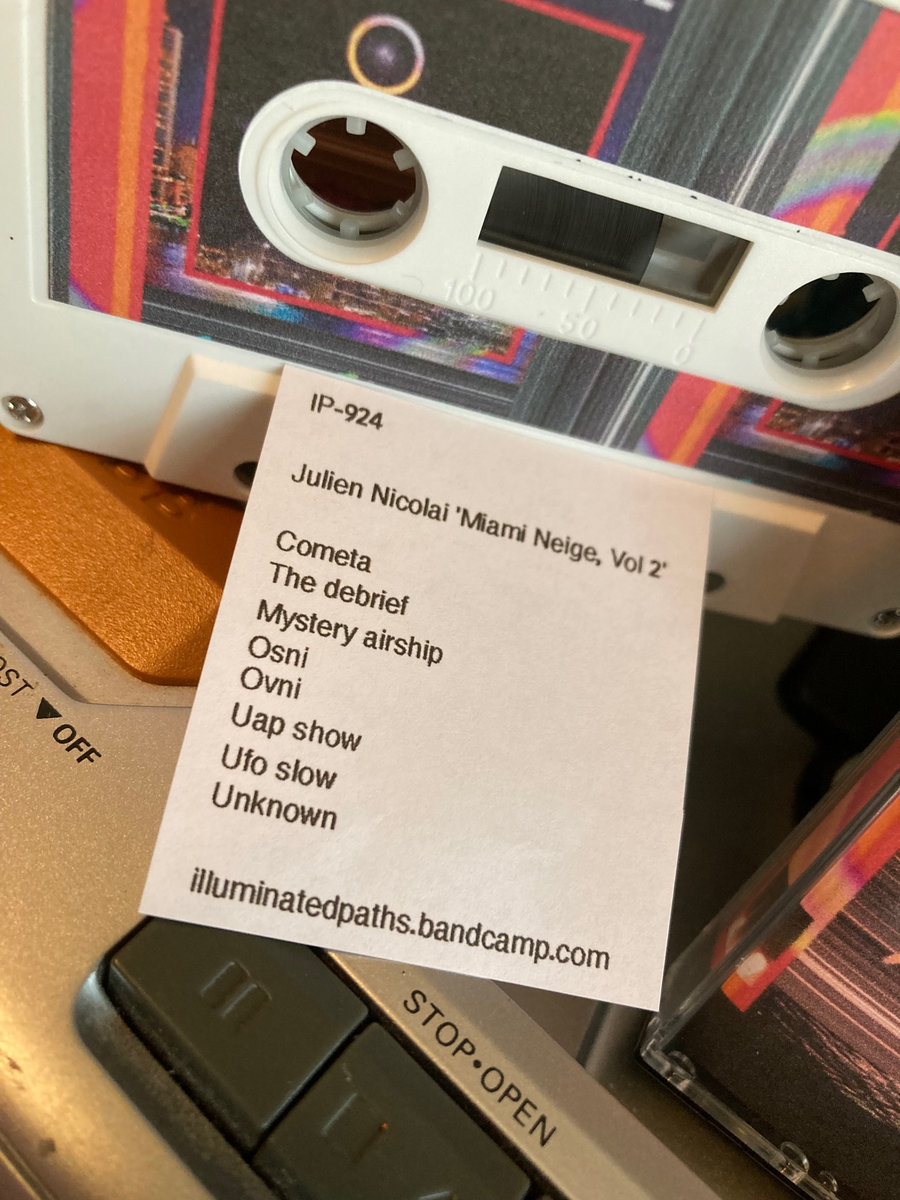 100
50
0
IP-924
Julien Nicolai 'Miami Neige, Vol 2'
Cometa
The debrief
Mystery airship
Osni
Ovni
Uap show
Ufo slow
Unknown
illuminatedpaths.bandcamp.com
▼OFF
STOP•OPEN